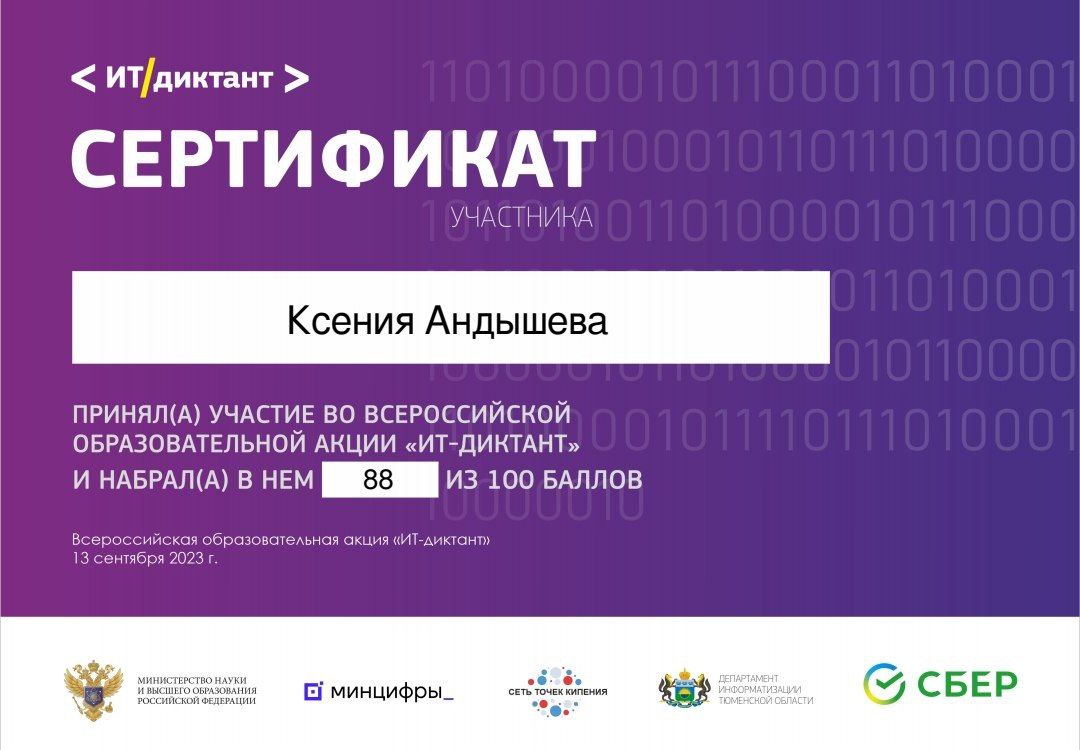 < ИТ/диктант >
СЕРТИФИКАТ
УЧАСТНИКА
Ксения Андышева
ПРИНЯЛ(А) УЧАСТИЕ ВО ВСЕРОССИЙСКОЙ
ОБРАЗОВАТЕЛЬНОЙ АКЦИИ «ИТ-ДИКТАНТ»
И НАБРАЛ(А) В НЕМ 88 ИЗ 100 БАЛЛОВ
Всероссийская образовательная акция «ИТ-диктант»
13 сентября 2023 г.
МИНИСТЕРСТВО НАУКИ
И ВЫСШЕГО ОБРАЗОВАНИЯ
РОССИЙСКОЙ ФЕДЕРАЦИИ
минцифры_
СЕТЬ ТОЧЕК КИПЕНИЯ
ДЕПАРТАМЕНТ
ИНФОРМАТИЗАЦИИ
ТЮМЕНСКОЙ ОБЛАСТИ
СБЕР